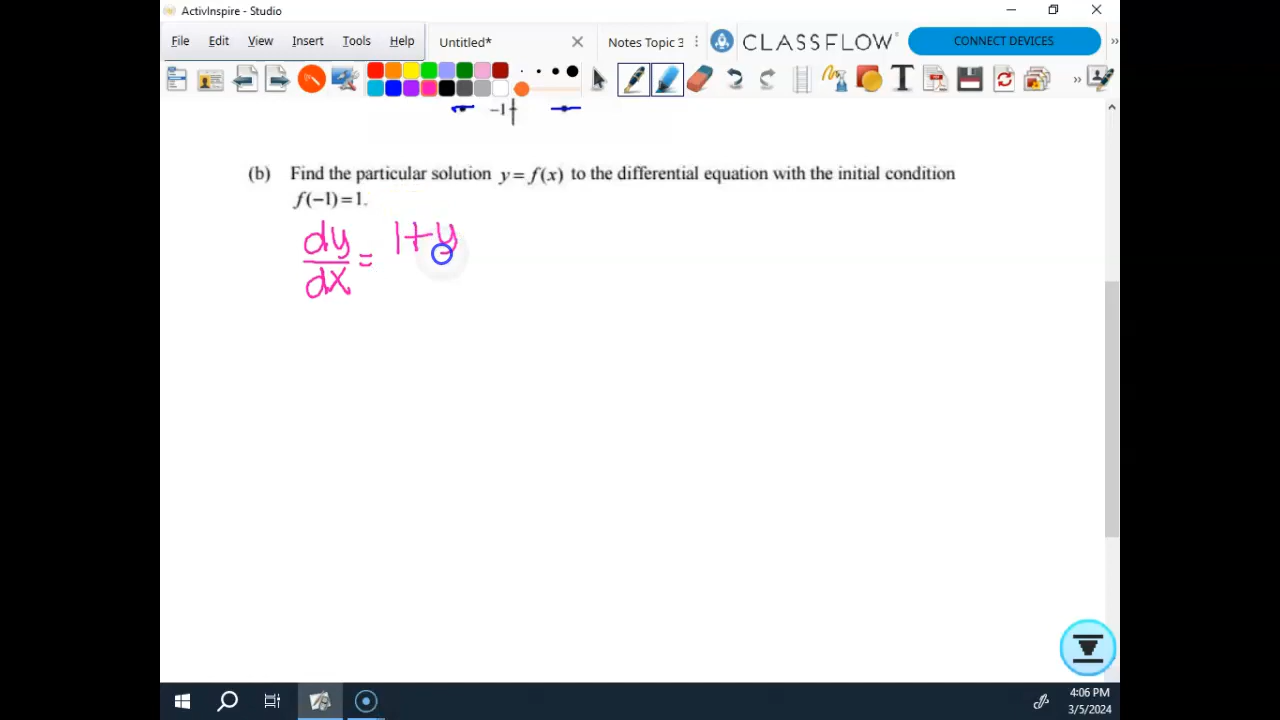 ActivInspire - Studio
File Edit View Insert Tools Help Untitled* Notes Topic 3 CLASSFLOW CONNECT DEVICES »
T »
-1
(b) Find the particular solution y = f(x) to the differential equation with the initial condition
f(−1) = 1.
dy/dx = 1+y
4:06 PM
3/5/2024